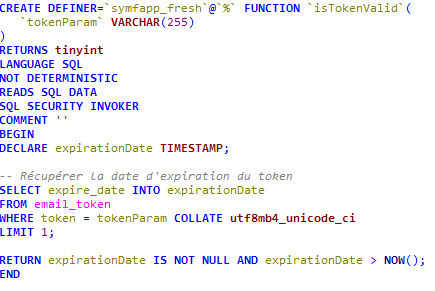 CREATE DEFINER=`symfapp_fresh`@`%` FUNCTION `isTokenValid`(
`tokenParam` VARCHAR(255)
)
RETURNS tinyint
LANGUAGE SQL
NOT DETERMINISTIC
READS SQL DATA
SQL SECURITY INVOKER
COMMENT ''
BEGIN
DECLARE expirationDate TIMESTAMP;
-- Récupérer la date d'expiration du token
SELECT expire_date INTO expirationDate
FROM email_token
WHERE token = tokenParam COLLATE utf8mb4_unicode_ci
LIMIT 1;
RETURN expirationDate IS NOT NULL AND expirationDate > NOW();
END